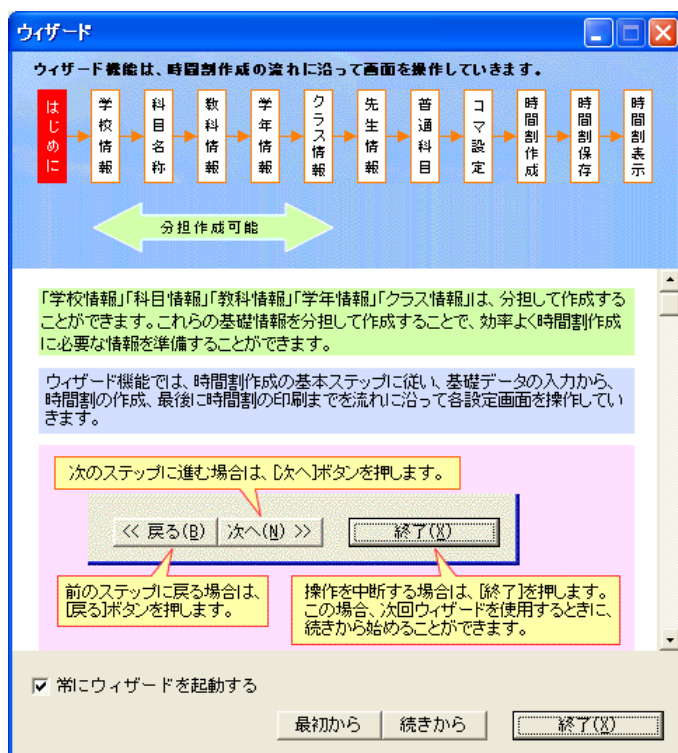 ウィザード
ウィザード機能は、時間割作成の流れに沿って画面を操作していきます。
はじめに
学校情報
科目名称
教科情報
学年情報
クラス情報
先生情報
普通科目
コマ設定
時間割作成
時間割保存
時間割表示
分担作成可能
「学校情報」「科目情報」「教科情報」「学年情報」「クラス情報」は、分担して作成する
ことができます。これらの基礎情報を分担して作成することで、効率よく時間割作成
に必要な情報を準備することができます。
ウィザード機能では、時間割作成の基本ステップに従い、基礎データの入力から、
時間割の作成、最後に時間割の印刷までを流れに沿って各設定画面を操作してい
きます。
次のステップに進む場合は、[次へ]ボタンを押します。
<< 戻る(B)
次へ(N) >>
終了(X)
前のステップに戻る場合は、
[戻る]ボタンを押します。
操作を中断する場合は、[終了]を押します。
この場合、次回ウィザードを使用するときに、
続きから始めることができます。
常にウィザードを起動する
最初から
続きから
終了(X)